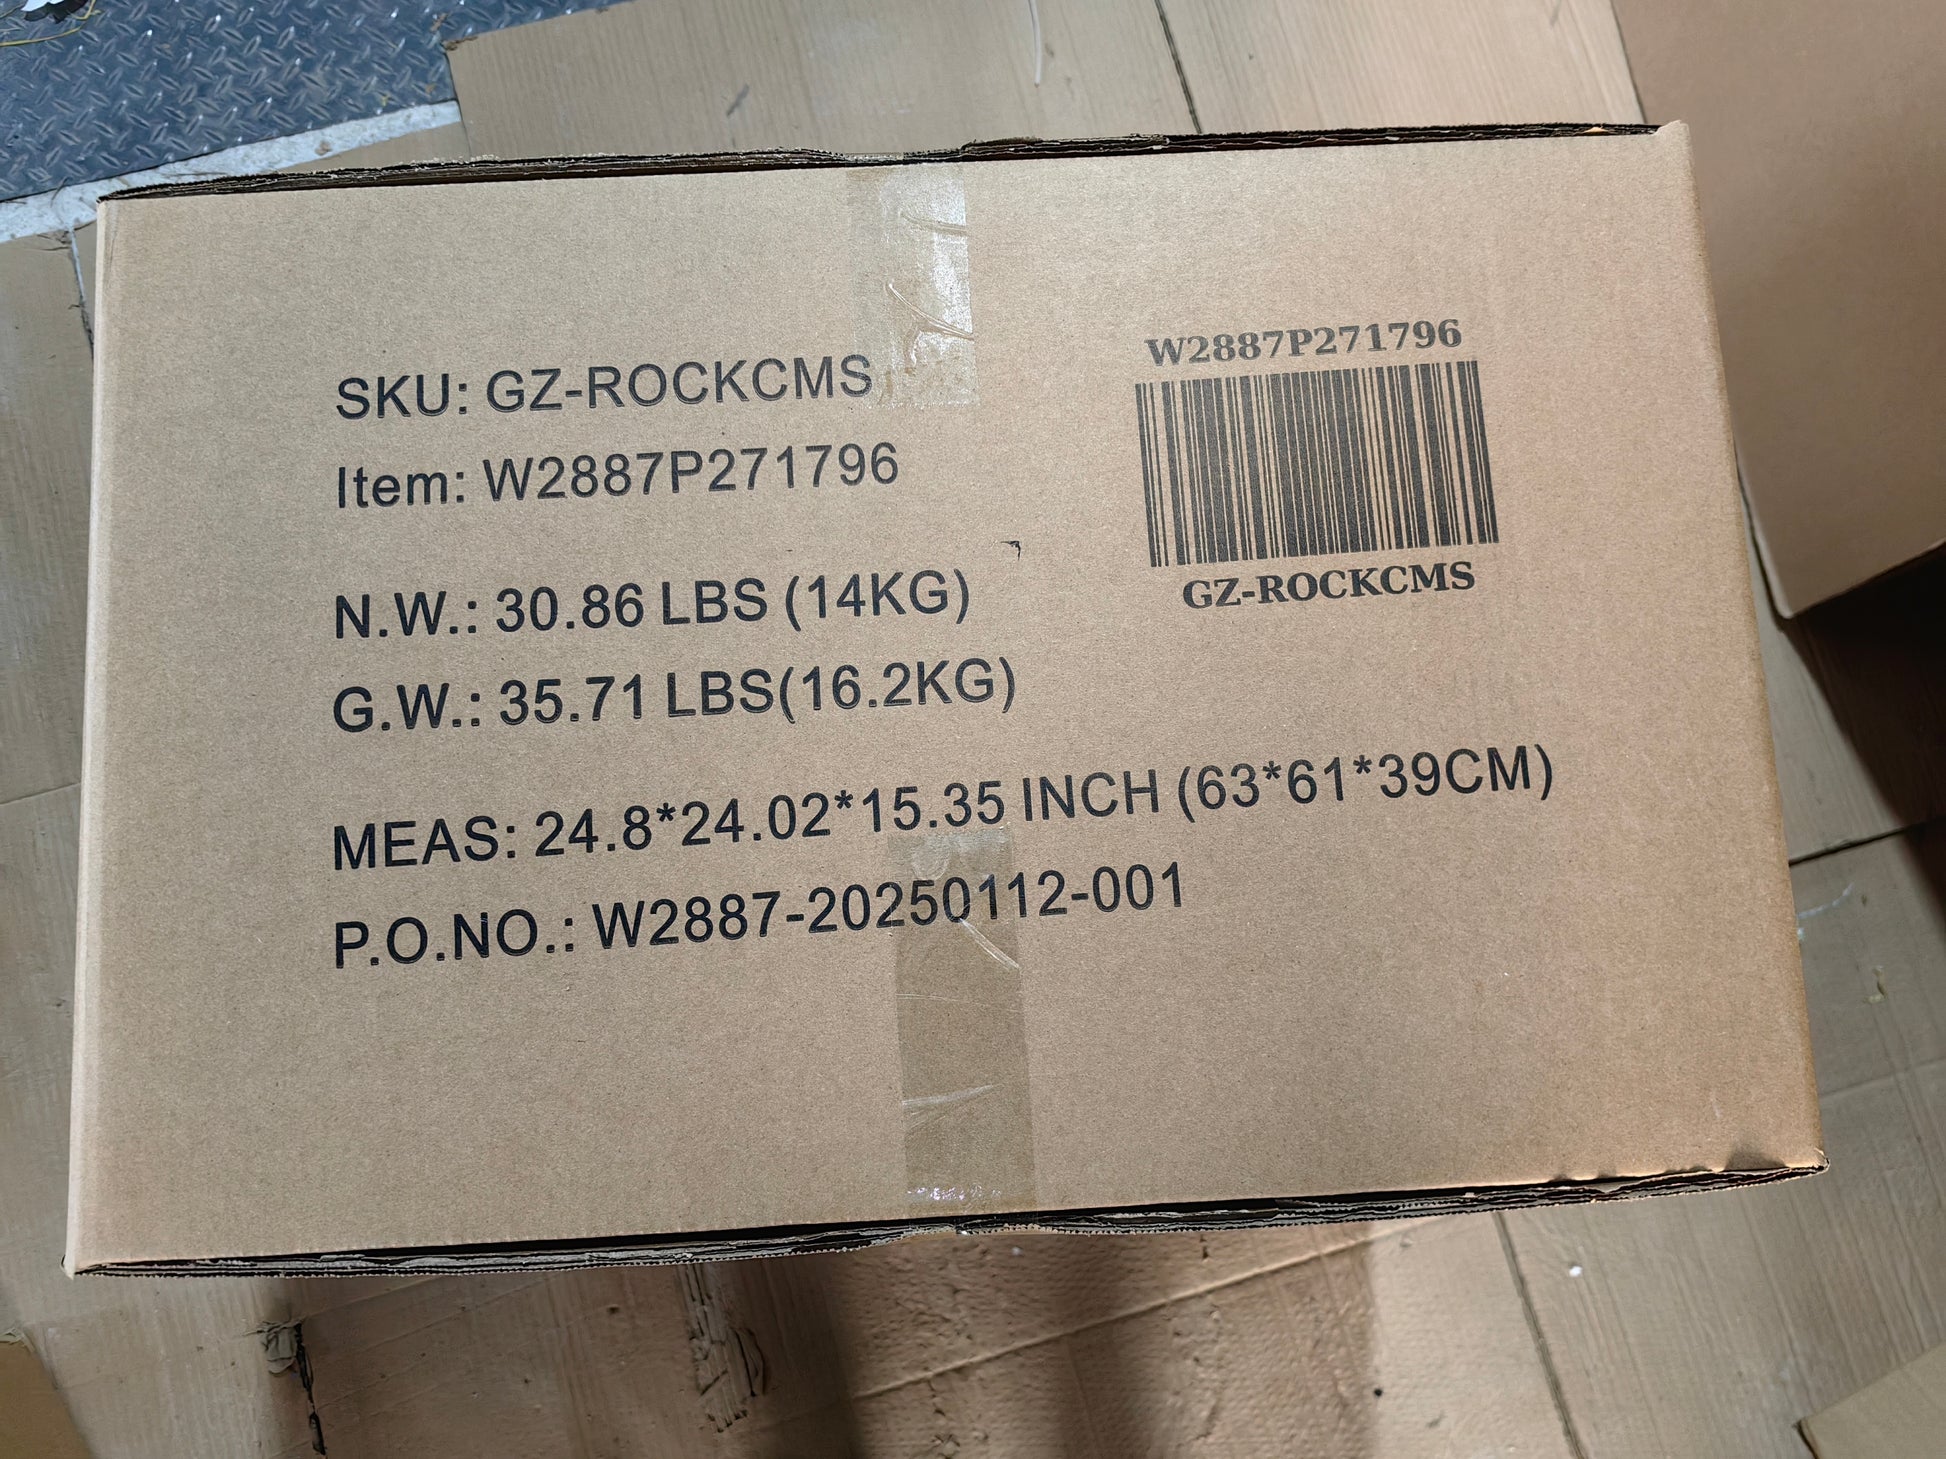 SKU: GZ-ROCKCMS
Item: W2887P271796
N.W.: 30.86 LBS (14KG)
G.W.: 35.71 LBS(16.2KG)
MEAS: 24.8*24.02*15.35 INCH (63*61*39CM)
P.O.NO.: W2887-20250112-001
W2887P271796
GZ-ROCKCMS